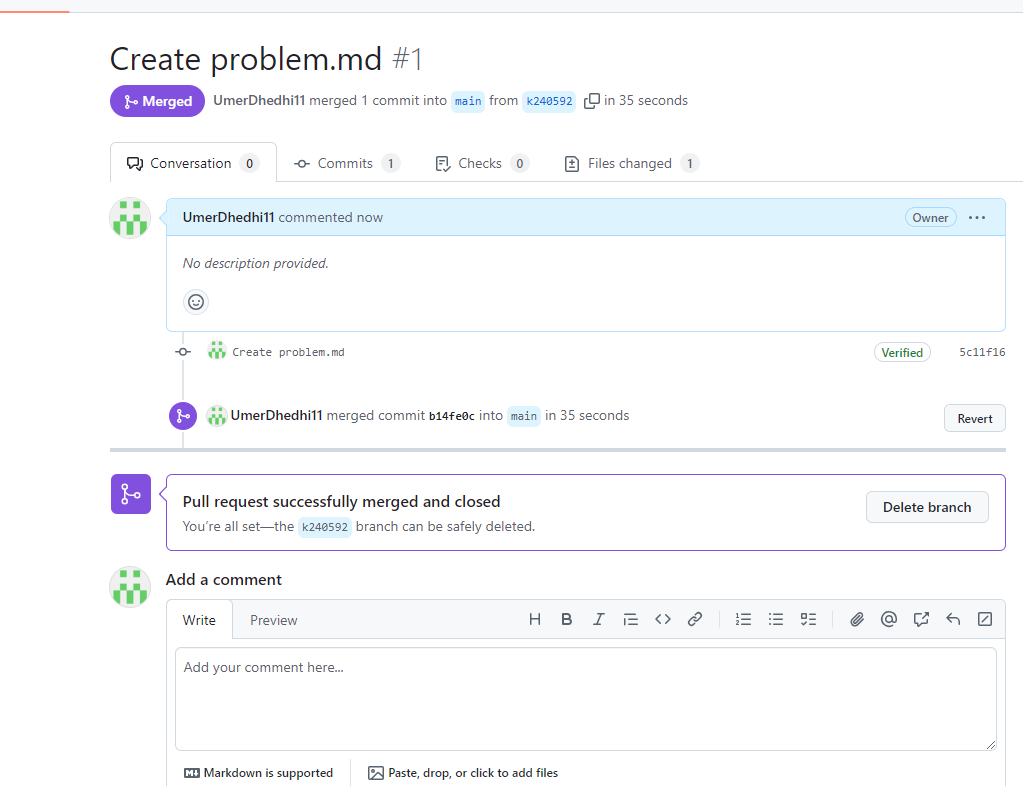 Create problem.md #1
Merged UmerDhedhi11 merged 1 commit into main from k240592 in 35 seconds
Conversation 0 Commits 1 Checks 0 Files changed 1
UmerDhedhi11 commented now Owner
No description provided.
Create problem.md Verified 5c11f16
UmerDhedhi11 merged commit b14fe0c into main in 35 seconds
Revert
Pull request successfully merged and closed
You're all set—the k240592 branch can be safely deleted.
Delete branch
Add a comment
Write Preview
Add your comment here...
Markdown is supported Paste, drop, or click to add files